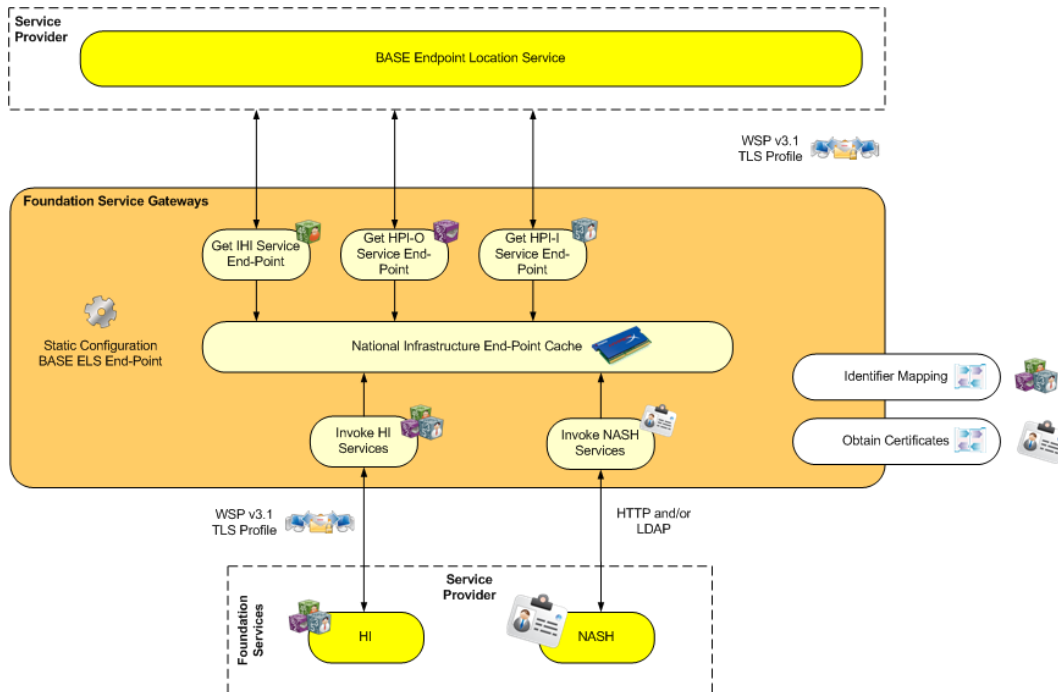 Service
Provider
BASE Endpoint Location Service
WSP v3.1
TLS Profile
Foundation Service Gateways
Get IHI Service
End-Point
Get HPI-O
Service End-
Point
Get HPI-I
Service End-
Point
Static Configuration
BASE ELS End-Point
National Infrastructure End-Point Cache
Identifier Mapping
Invoke HI
Services
Invoke NASH
Services
Obtain Certificates
WSP v3.1
TLS Profile
HTTP and/or
LDAP
Service
Provider
Foundation
Services
HI
NASH